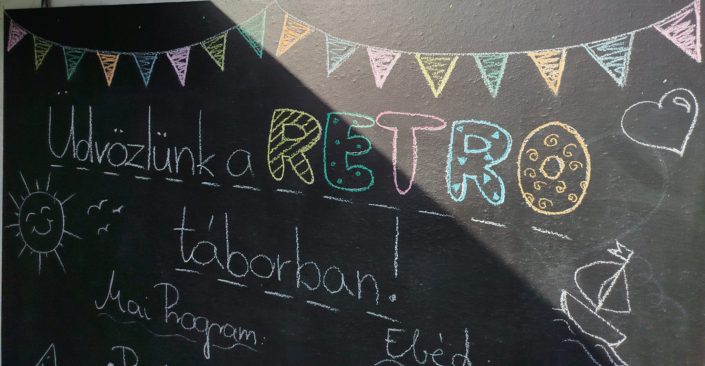 Üdvözlünk a RETRO
táborban!
Mai Program
Ebéd